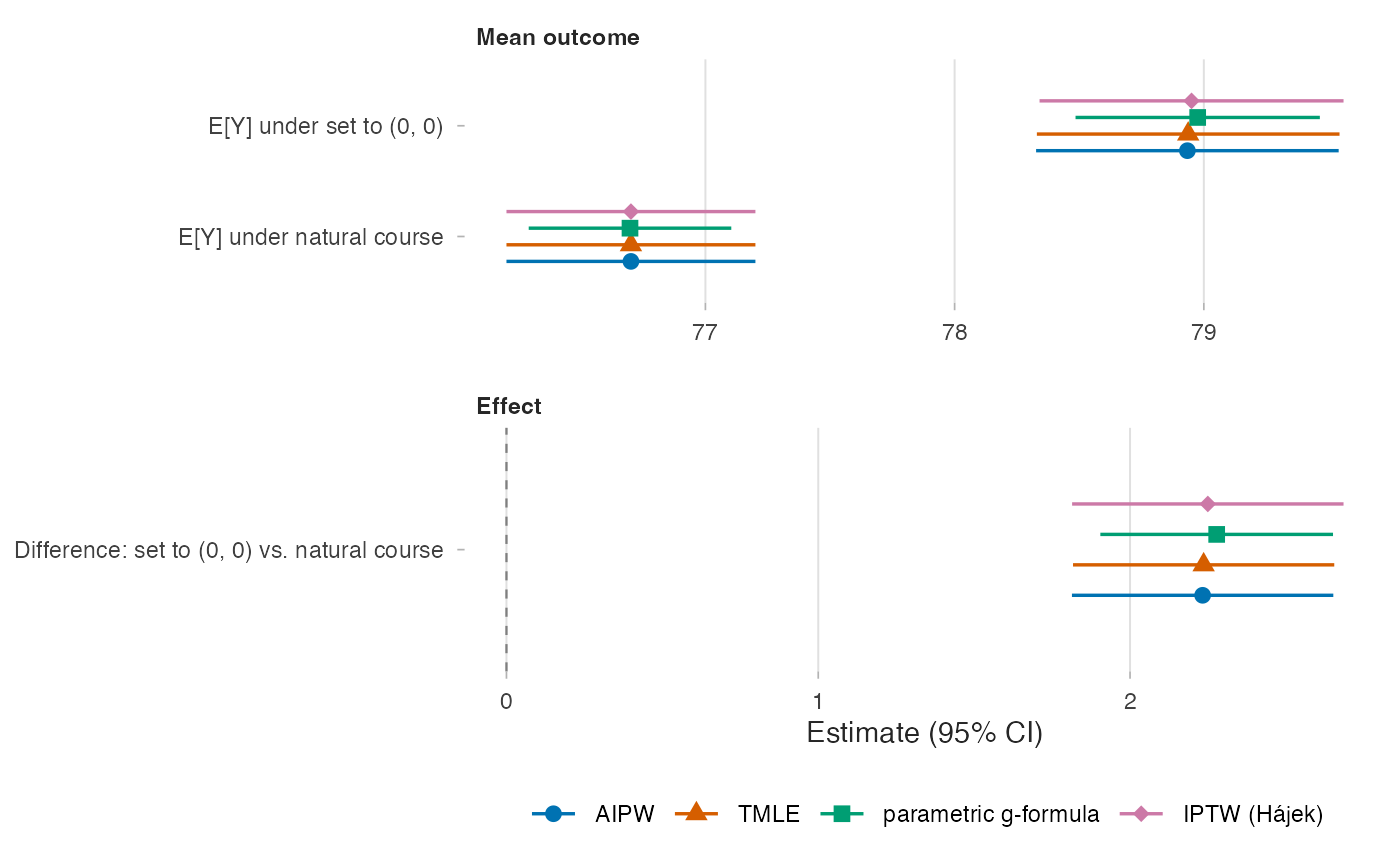 Mean outcome
E[Y] under set to (0, 0)
E[Y] under natural course
77 78 79
Effect
Difference: set to (0, 0) vs. natural course
0 1 2
Estimate (95% CI)
AIPW TMLE parametric g-formula IPTW (Hájek)